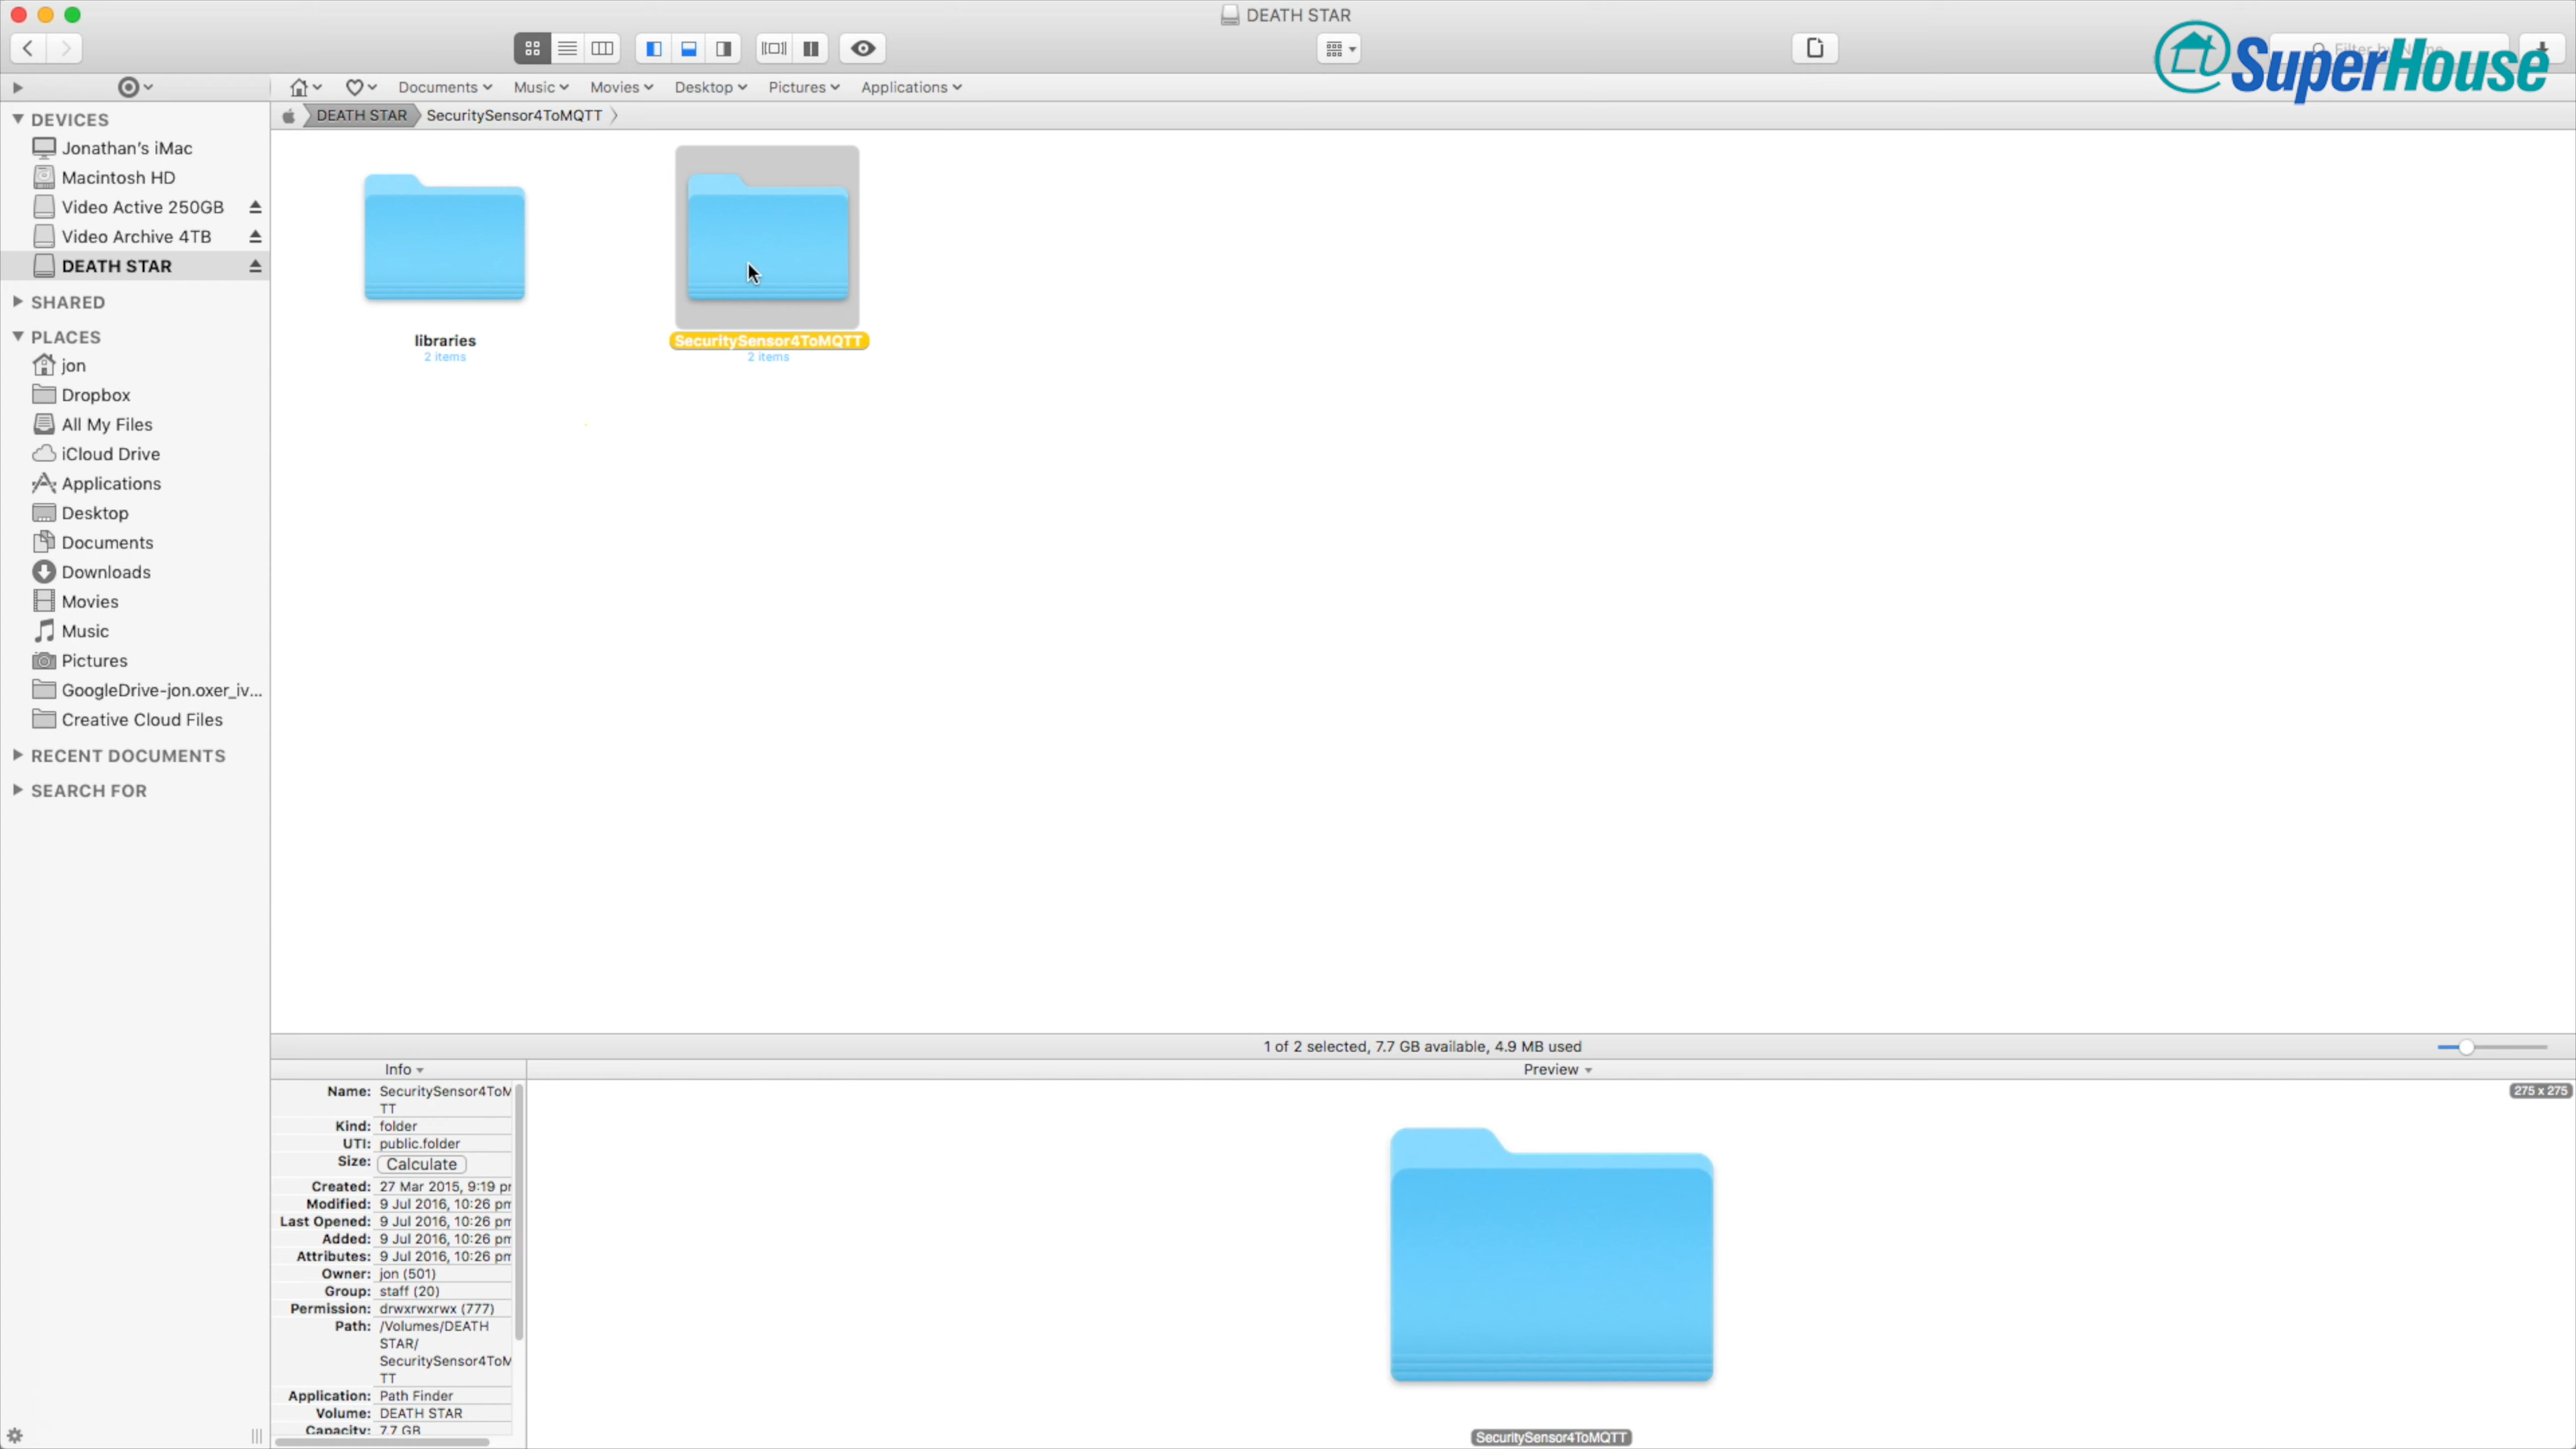 DEATH STAR
SuperHouse
Documents
Music
Movies
Desktop
Pictures
Applications
DEATH STAR
SecuritySensor4ToMQTT
DEVICES
Jonathan's iMac
Macintosh HD
Video Active 250GB
Video Archive 4TB
DEATH STAR
SHARED
PLACES
jon
Dropbox
All My Files
iCloud Drive
Applications
Desktop
Documents
Downloads
Movies
Music
Pictures
GoogleDrive-jon.oxer_iv...
Creative Cloud Files
RECENT DOCUMENTS
SEARCH FOR
libraries
2 items
SecuritySensor4ToMQTT
2 items
1 of 2 selected, 7.7 GB available, 4.9 MB used
Info
Name: SecuritySensor4ToM
TT
Kind: folder
UTI: public.folder
Size: Calculate
Created: 27 Mar 2015, 9:19 pm
Modified: 9 Jul 2016, 10:26 pm
Last Opened: 9 Jul 2016, 10:26 pm
Added: 9 Jul 2016, 10:26 pm
Attributes: 9 Jul 2016, 10:26 pm
Owner: jon (501)
Group: staff (20)
Permission: drwxrwxrwx (777)
Path: /Volumes/DEATH
STAR/
SecuritySensor4ToM
TT
Application: Path Finder
Volume: DEATH STAR
Capacity: 7.7 GB
Preview
275 x 275
SecuritySensor4ToMQTT